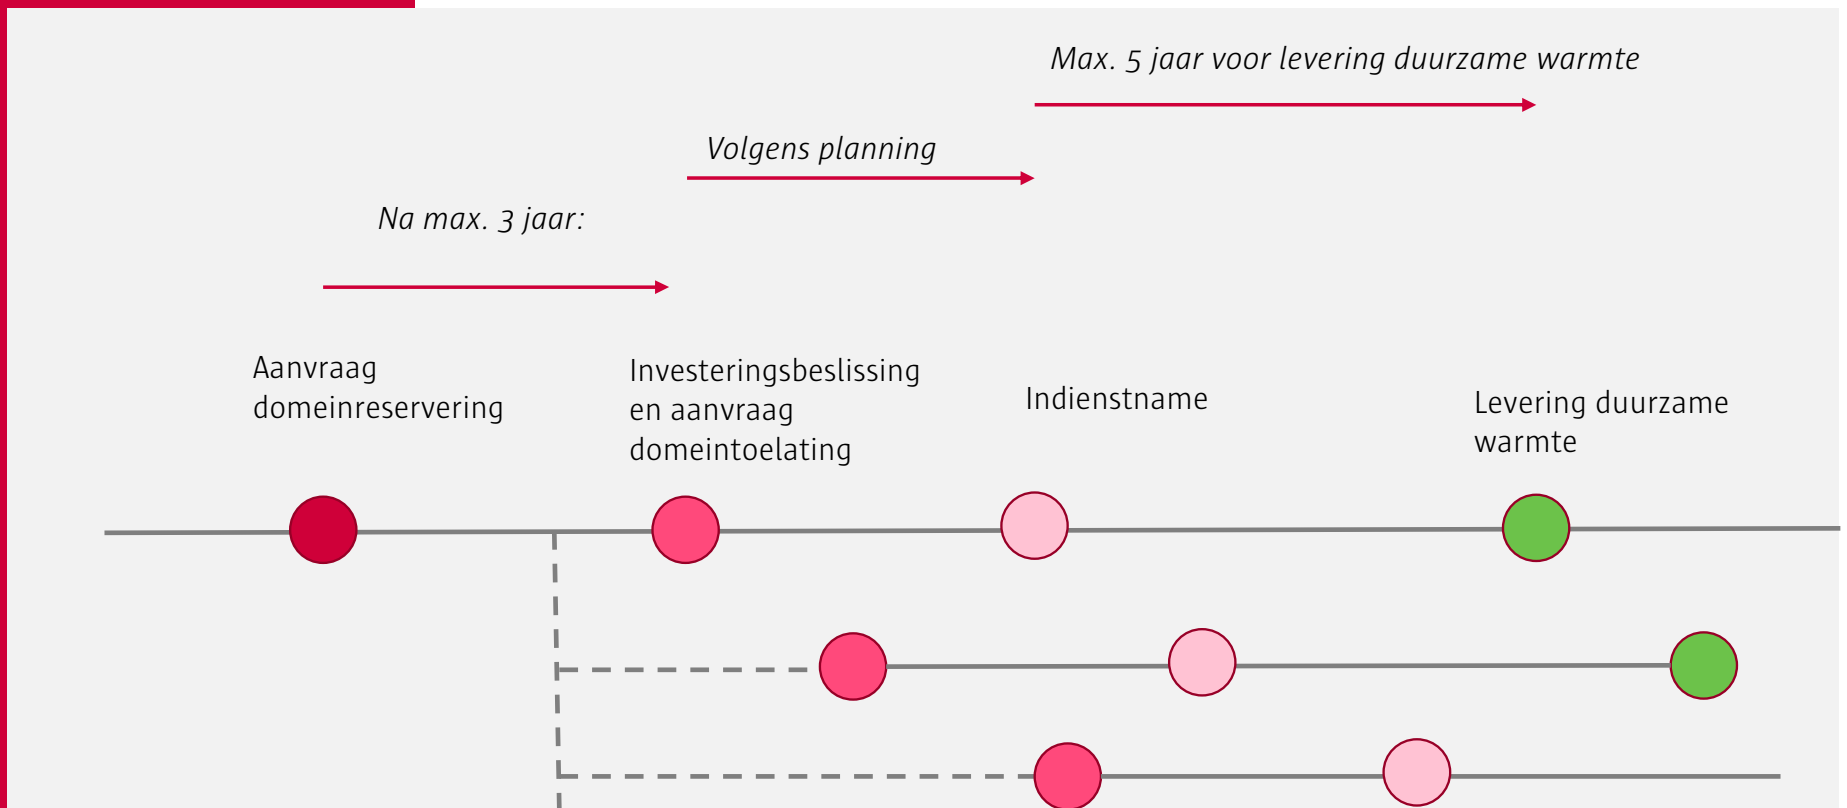 Max. 5 jaar voor levering duurzame warmte
Volgens planning
Na max. 3 jaar:
Aanvraag
domeinreservering
Investeringsbeslissing
en aanvraag
domeintoelating
Indienstname
Levering duurzame
warmte